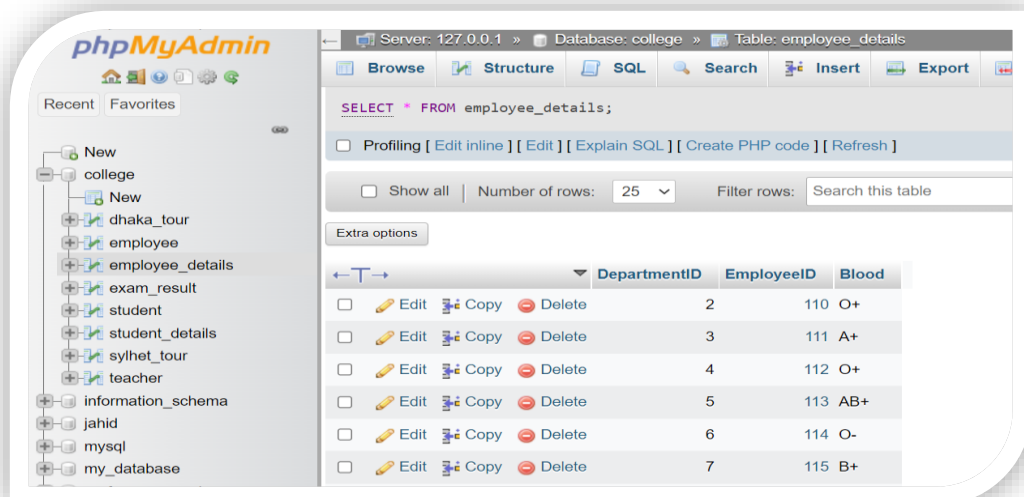 phpMyAdmin
Recent Favorites
New
college
New
dhaka_tour
employee
employee_details
exam_result
student
student_details
sylhet_tour
teacher
information_schema
jahid
mysql
my_database
Server: 127.0.0.1 » Database: college » Table: employee_details
Browse Structure SQL Search Insert Export
SELECT * FROM employee_details;
Profiling [ Edit inline ] [ Edit ] [ Explain SQL ] [ Create PHP code ] [ Refresh ]
Show all | Number of rows: 25 Filter rows: Search this table
Extra options
←T→ DepartmentID EmployeeID Blood
Edit Copy Delete 2 110 O+
Edit Copy Delete 3 111 A+
Edit Copy Delete 4 112 O+
Edit Copy Delete 5 113 AB+
Edit Copy Delete 6 114 O-
Edit Copy Delete 7 115 B+